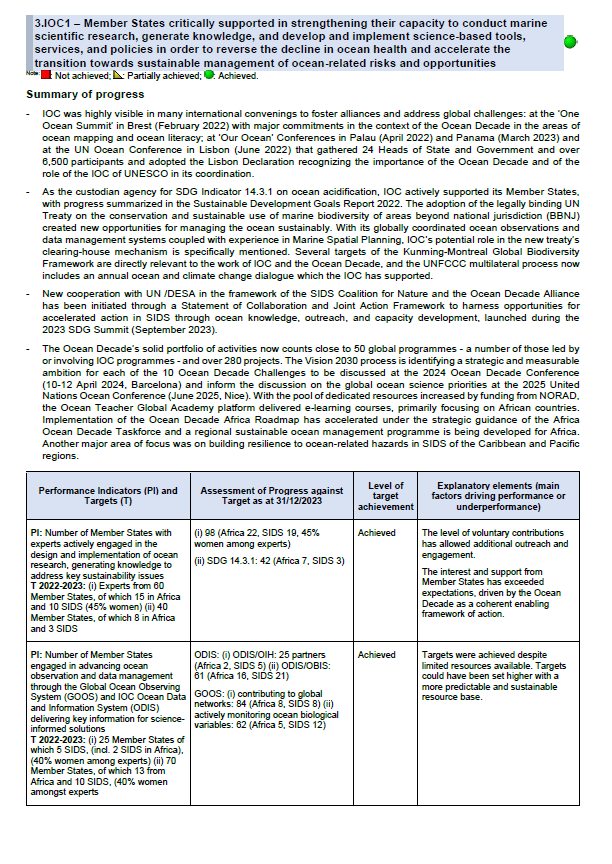 3.IOC1 – Member States critically supported in strengthening their capacity to conduct marine
scientific research, generate knowledge, and develop and implement science-based tools,
services, and policies in order to reverse the decline in ocean health and accelerate the
transition towards sustainable management of ocean-related risks and opportunities
Note: : Not achieved; : Partially achieved; : Achieved.
Summary of progress
- IOC was highly visible in many international convenings to foster alliances and address global challenges: at the 'One
Ocean Summit' in Brest (February 2022) with major commitments in the context of the Ocean Decade in the areas of
ocean mapping and ocean literacy; at 'Our Ocean' Conferences in Palau (April 2022) and Panama (March 2023) and
at the UN Ocean Conference in Lisbon (June 2022) that gathered 24 Heads of State and Government and over
6,500 participants and adopted the Lisbon Declaration recognizing the importance of the Ocean Decade and of the
role of the IOC of UNESCO in its coordination.
- As the custodian agency for SDG Indicator 14.3.1 on ocean acidification, IOC actively supported its Member States,
with progress summarized in the Sustainable Development Goals Report 2022. The adoption of the legally binding UN
Treaty on the conservation and sustainable use of marine biodiversity of areas beyond national jurisdiction (BBNJ)
created new opportunities for managing the ocean sustainably. With its globally coordinated ocean observations and
data management systems coupled with experience in Marine Spatial Planning, IOC's potential role in the new treaty's
clearing-house mechanism is specifically mentioned. Several targets of the Kunming-Montreal Global Biodiversity
Framework are directly relevant to the work of IOC and the Ocean Decade, and the UNFCCC multilateral process now
includes an annual ocean and climate change dialogue which the IOC has supported.
- New cooperation with UN /DESA in the framework of the SIDS Coalition for Nature and the Ocean Decade Alliance
has been initiated through a Statement of Collaboration and Joint Action Framework to harness opportunities for
accelerated action in SIDS through ocean knowledge, outreach, and capacity development, launched during the
2023 SDG Summit (September 2023).
- The Ocean Decade's solid portfolio of activities now counts close to 50 global programmes - a number of those led by
or involving IOC programmes - and over 280 projects. The Vision 2030 process is identifying a strategic and measurable
ambition for each of the 10 Ocean Decade Challenges to be discussed at the 2024 Ocean Decade Conference
(10-12 April 2024, Barcelona) and inform the discussion on the global ocean science priorities at the 2025 United
Nations Ocean Conference (June 2025, Nice). With the pool of dedicated resources increased by funding from NORAD,
the Ocean Teacher Global Academy platform delivered e-learning courses, primarily focusing on African countries.
Implementation of the Ocean Decade Africa Roadmap has accelerated under the strategic guidance of the Africa
Ocean Decade Taskforce and a regional sustainable ocean management programme is being developed for Africa.
Another major area of focus was on building resilience to ocean-related hazards in SIDS of the Caribbean and Pacific
regions.
Performance Indicators (PI) and
Targets (T)
Assessment of Progress against
Target as at 31/12/2023
Level of
target
achievement
Explanatory elements (main
factors driving performance or
underperformance)
PI: Number of Member States with
experts actively engaged in the
design and implementation of ocean
research, generating knowledge to
address key sustainability issues
T 2022-2023: (i) Experts from 60
Member States, of which 15 in Africa
and 10 SIDS (45% women) (ii) 40
Member States, of which 8 in Africa
and 3 SIDS
(i) 98 (Africa 22, SIDS 19, 45%
women among experts)
(ii) SDG 14.3.1: 42 (Africa 7, SIDS 3)
Achieved
The level of voluntary contributions
has allowed additional outreach and
engagement.
The interest and support from
Member States has exceeded
expectations, driven by the Ocean
Decade as a coherent enabling
framework of action.
PI: Number of Member States
engaged in advancing ocean
observation and data management
through the Global Ocean Observing
System (GOOS) and IOC Ocean Data
and Information System (ODIS)
delivering key information for science-
informed solutions
T 2022-2023: (i) 25 Member States of
which 5 SIDS, (incl. 2 SIDS in Africa),
(40% women among experts) (ii) 70
Member States, of which 13 from
Africa and 10 SIDS, (40% women
amongst experts
ODIS: (i) ODIS/OIH: 25 partners
(Africa 2, SIDS 5) (ii) ODIS/OBIS:
61 (Africa 16, SIDS 21)
GOOS: (i) contributing to global
networks: 84 (Africa 8, SIDS 8) (ii)
actively monitoring ocean biological
variables: 62 (Africa 5, SIDS 12)
Achieved
Targets were achieved despite
limited resources available. Targets
could have been set higher with a
more predictable and sustainable
resource base.